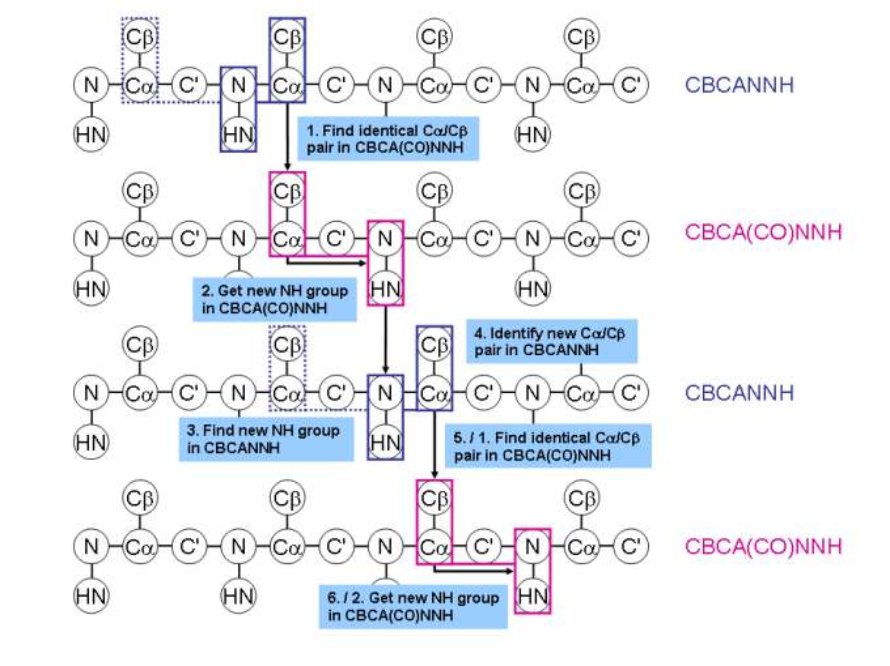 Cβ Cβ Cβ Cβ
N Cα C' N Cα C' N Cα C' N Cα C' CBCANNH
HN HN HN
1. Find identical Cα/Cβ
pair in CBCA(CO)NNH
Cβ Cβ Cβ Cβ
N Cα C' N Cα C' N Cα C' N Cα C' CBCA(CO)NNH
HN HN HN
2. Get new NH group
in CBCA(CO)NNH
4. Identify new Cα/Cβ
pair in CBCANNH
Cβ Cβ Cβ
N Cα C' N Cα C' N Cα C' N Cα C' CBCANNH
HN HN
3. Find new NH group
in CBCANNH
5. / 1. Find identical Cα/Cβ
pair in CBCA(CO)NNH
Cβ Cβ Cβ Cβ
N Cα C' N Cα C' N Cα C' N Cα C' CBCA(CO)NNH
HN HN HN
6. / 2. Get new NH group
in CBCA(CO)NNH